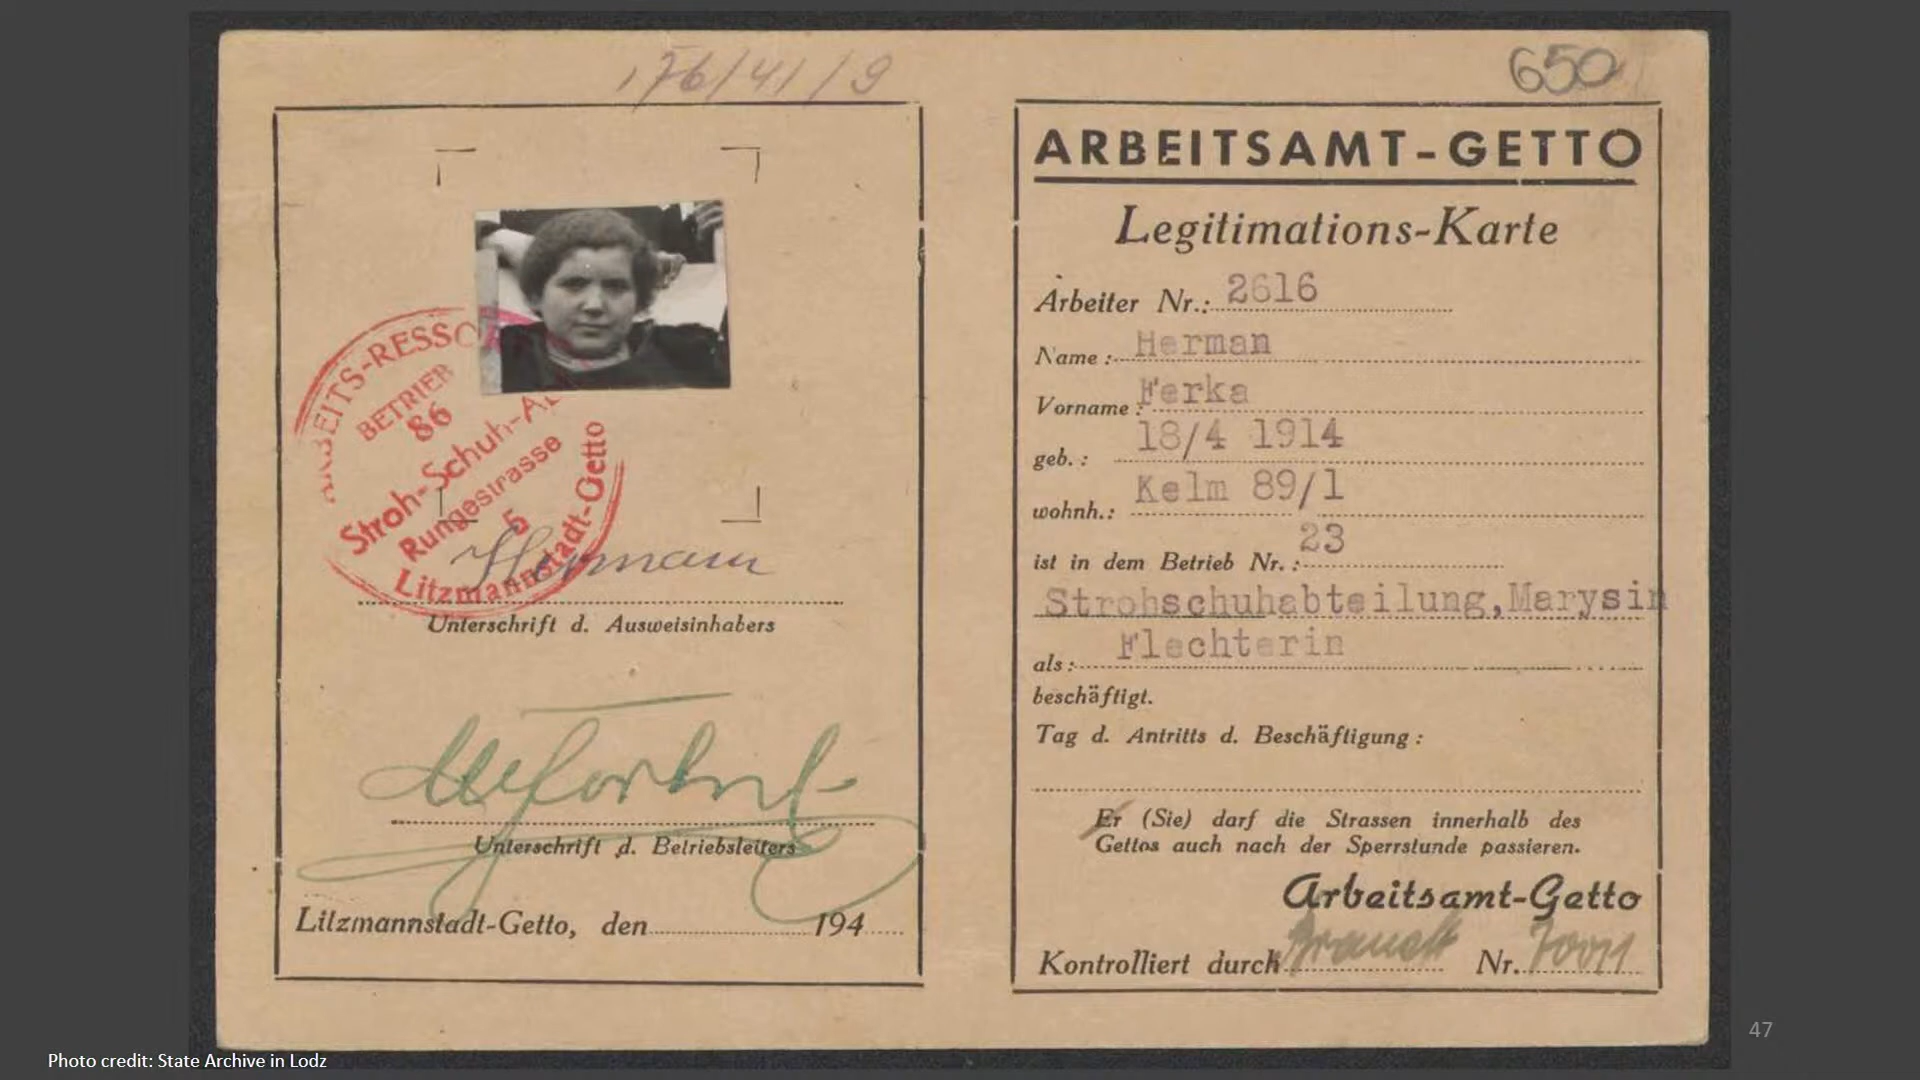 176/41/9
ARBEITS-RESSO
BETRIEB
86
Stroh-Schuh-A
Rungestrasse
5
Litzmannstadt-Getto
Herman
Unterschrift d. Ausweisinhabers
Unterschrift d. Betriebsleiters
Litzmannstadt-Getto, den 194
650
ARBEITSAMT-GETTO
Legitimations-Karte
Arbeiter Nr.: 2616
Name: Herman
Vorname: Ferka
geb.: 18/4 1914
wohnh.: Kelm 89/1
ist in dem Betrieb Nr.: 23
Strohschuhabteilung,Marysin
als: Flechterin
beschäftigt.
Tag d. Antritts d. Beschäftigung:
Er (Sie) darf die Strassen innerhalb des
Gettos auch nach der Sperrstunde passieren.
Arbeitsamt-Getto
Kontrolliert durch Nr.
47
Photo credit: State Archive in Lodz